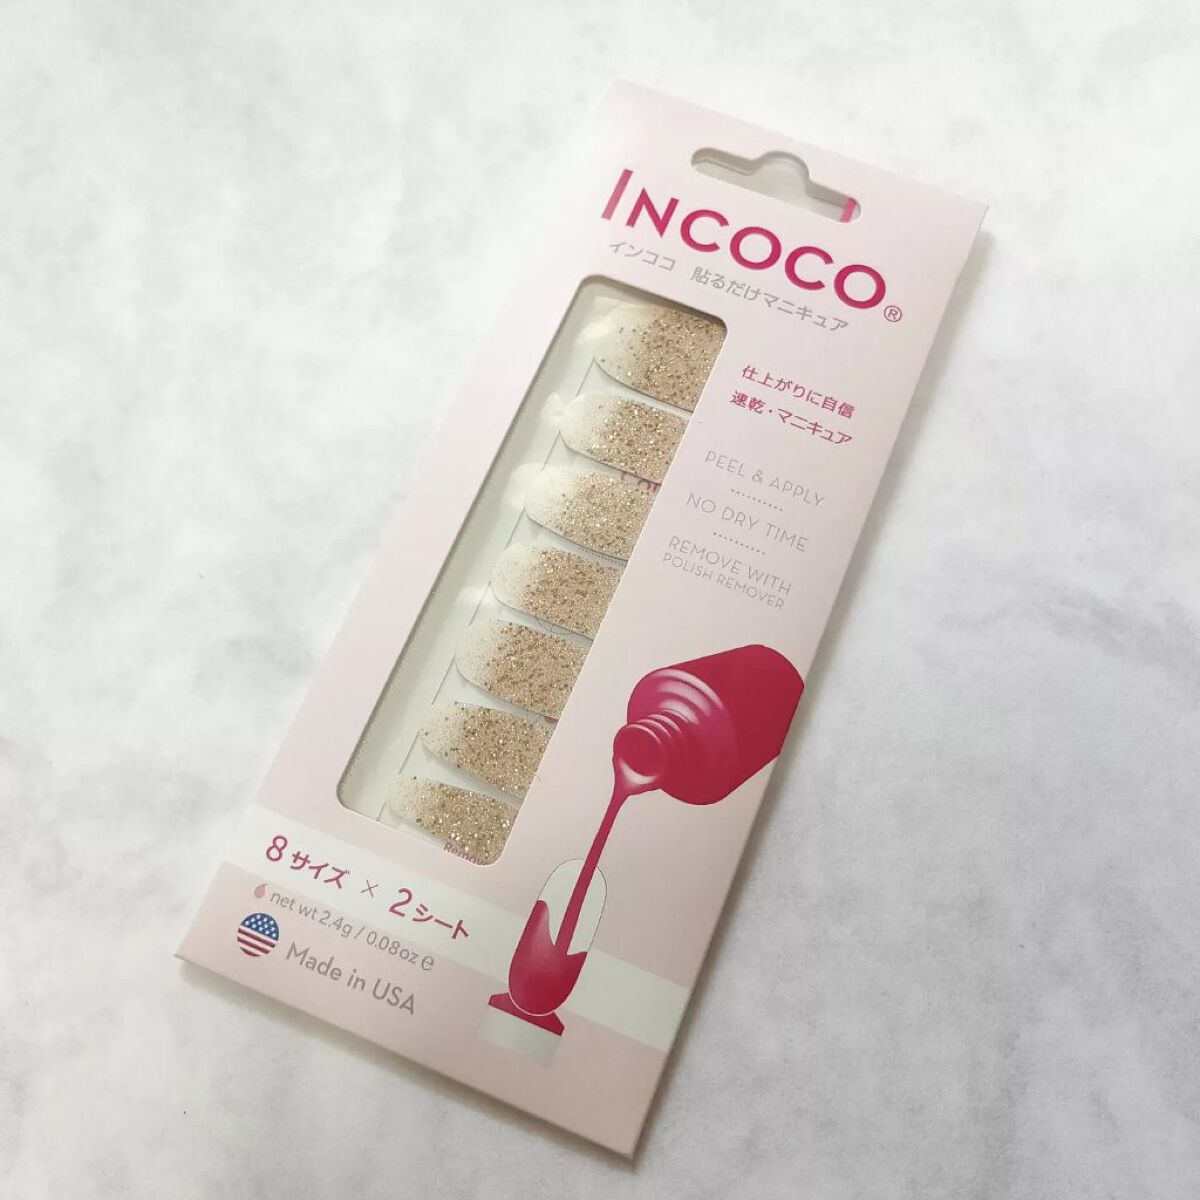 INCOCO®
インココ 貼るだけマニキュア
仕上がりに自信
速乾・マニキュア
PEEL & APPLY
NO DRY TIME
REMOVE WITH
POLISH REMOVER
8サイズ × 2シート
net wt 2.4g / 0.08oz ℮
Made in USA